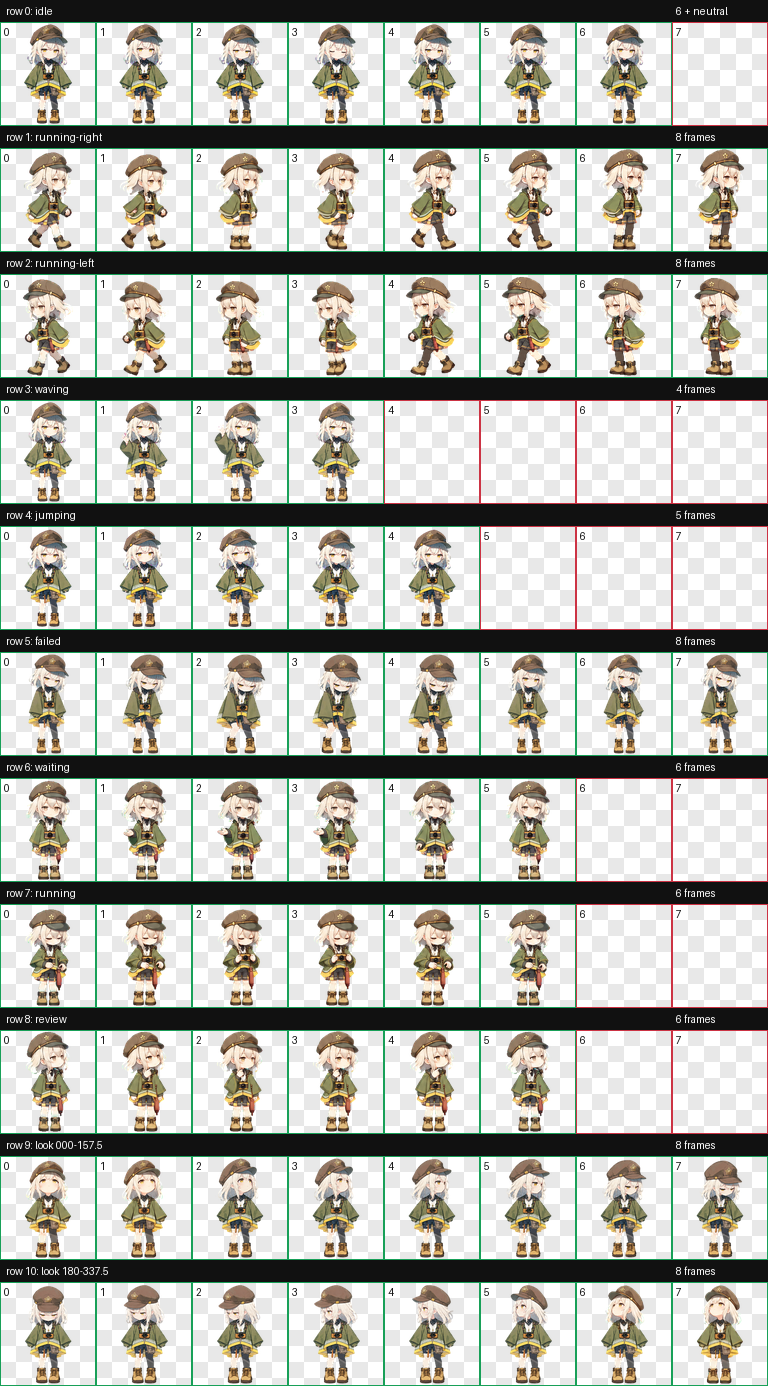 row 0: idle 6 + neutral
0 1 2 3 4 5 6 7
row 1: running-right 8 frames
0 1 2 3 4 5 6 7
row 2: running-left 8 frames
0 1 2 3 4 5 6 7
row 3: waving 4 frames
0 1 2 3 4 5 6 7
row 4: jumping 5 frames
0 1 2 3 4 5 6 7
row 5: failed 8 frames
0 1 2 3 4 5 6 7
row 6: waiting 6 frames
0 1 2 3 4 5 6 7
row 7: running 6 frames
0 1 2 3 4 5 6 7
row 8: review 6 frames
0 1 2 3 4 5 6 7
row 9: look 000-157.5 8 frames
0 1 2 3 4 5 6 7
row 10: look 180-337.5 8 frames
0 1 2 3 4 5 6 7